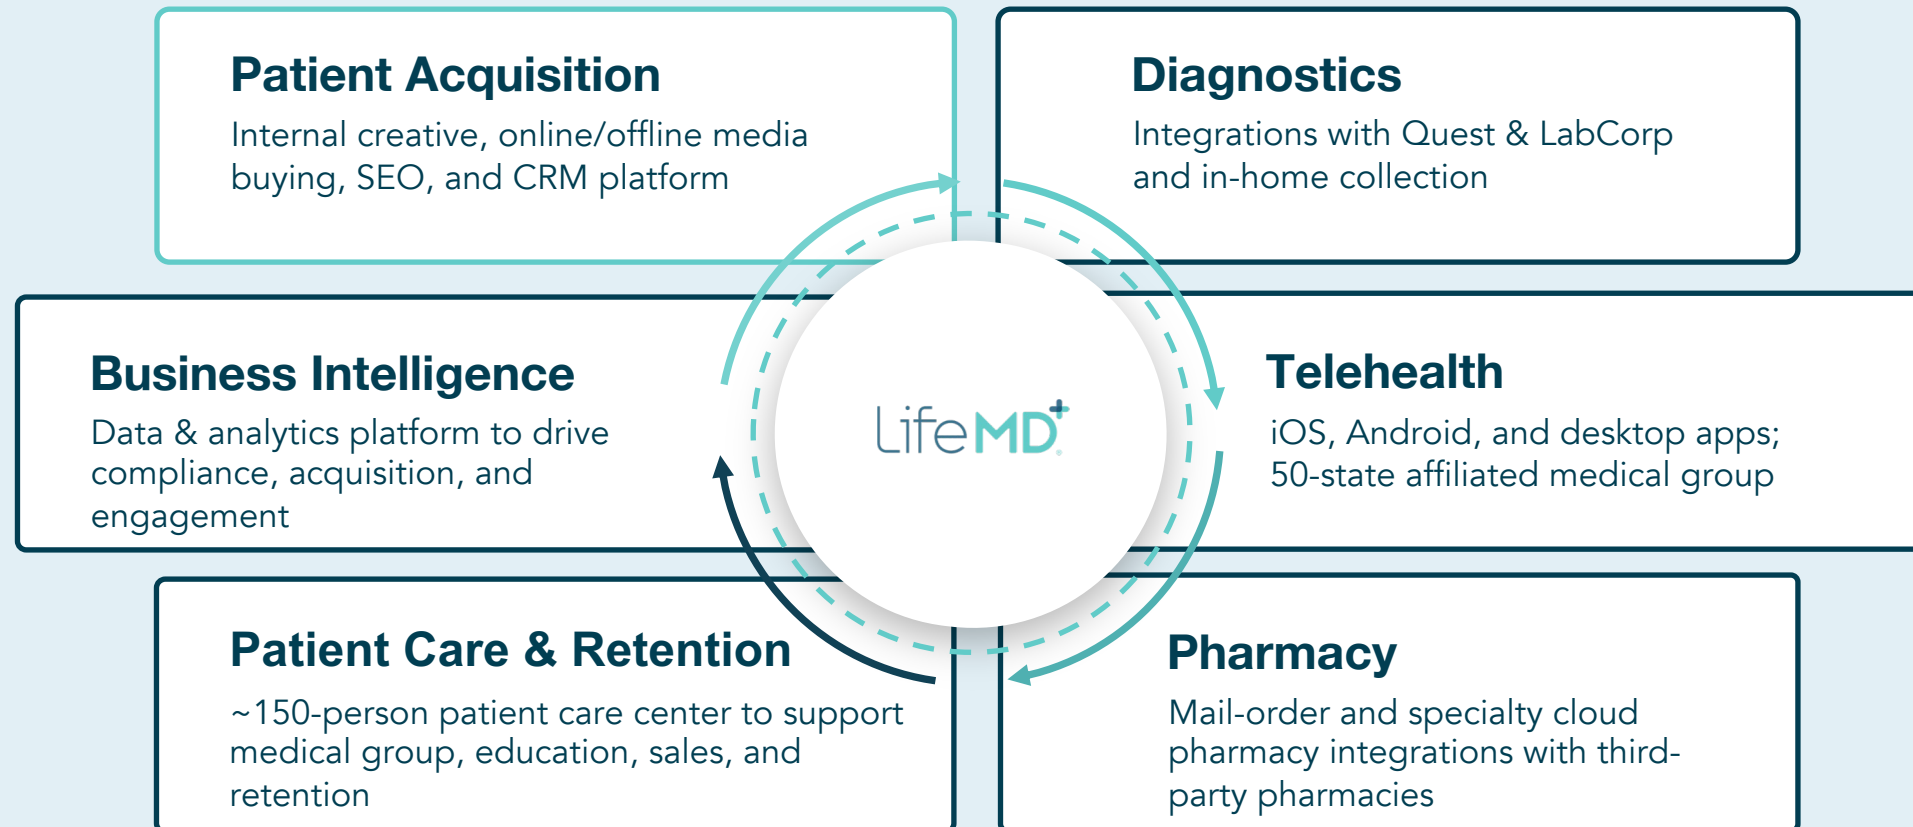 Patient Acquisition
Internal creative, online/offline media
buying, SEO, and CRM platform
Diagnostics
Integrations with Quest & LabCorp
and in-home collection
Business Intelligence
Data & analytics platform to drive
compliance, acquisition, and
engagement
LifeMD
Telehealth
iOS, Android, and desktop apps;
50-state affiliated medical group
Patient Care & Retention
~150-person patient care center to support
medical group, education, sales, and
retention
Pharmacy
Mail-order and specialty cloud
pharmacy integrations with third-
party pharmacies